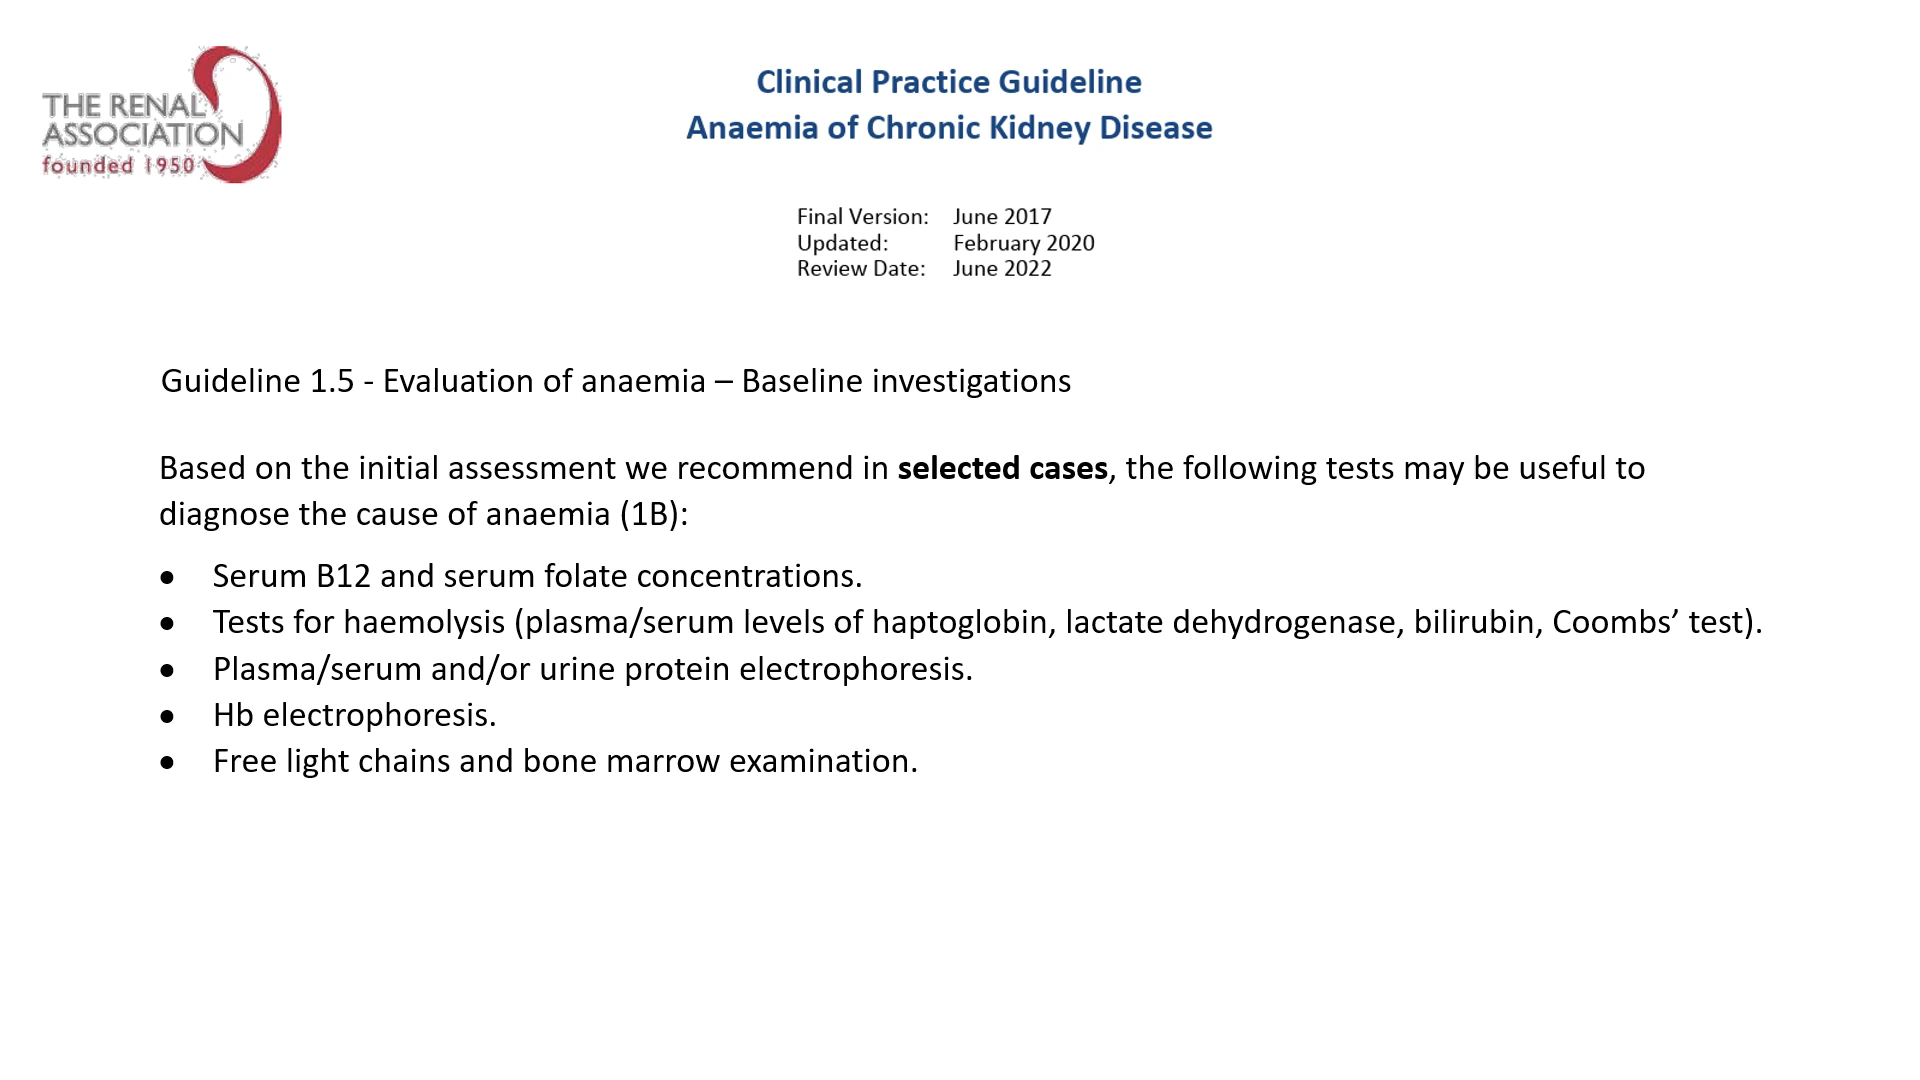 THE RENAL
ASSOCIATION
founded 1950
Clinical Practice Guideline
Anaemia of Chronic Kidney Disease
Final Version: June 2017
Updated: February 2020
Review Date: June 2022
Guideline 1.5 - Evaluation of anaemia – Baseline investigations
Based on the initial assessment we recommend in selected cases, the following tests may be useful to
diagnose the cause of anaemia (1B):
• Serum B12 and serum folate concentrations.
• Tests for haemolysis (plasma/serum levels of haptoglobin, lactate dehydrogenase, bilirubin, Coombs’ test).
• Plasma/serum and/or urine protein electrophoresis.
• Hb electrophoresis.
• Free light chains and bone marrow examination.